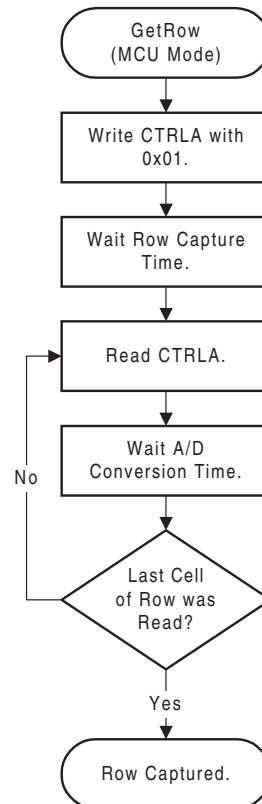 GetRow
(MCU Mode)
Write CTRLA with
0x01.
Wait Row Capture
Time.
Read CTRLA.
Wait A/D
Conversion Time.
No
Last Cell
of Row was
Read?
Yes
Row Captured.